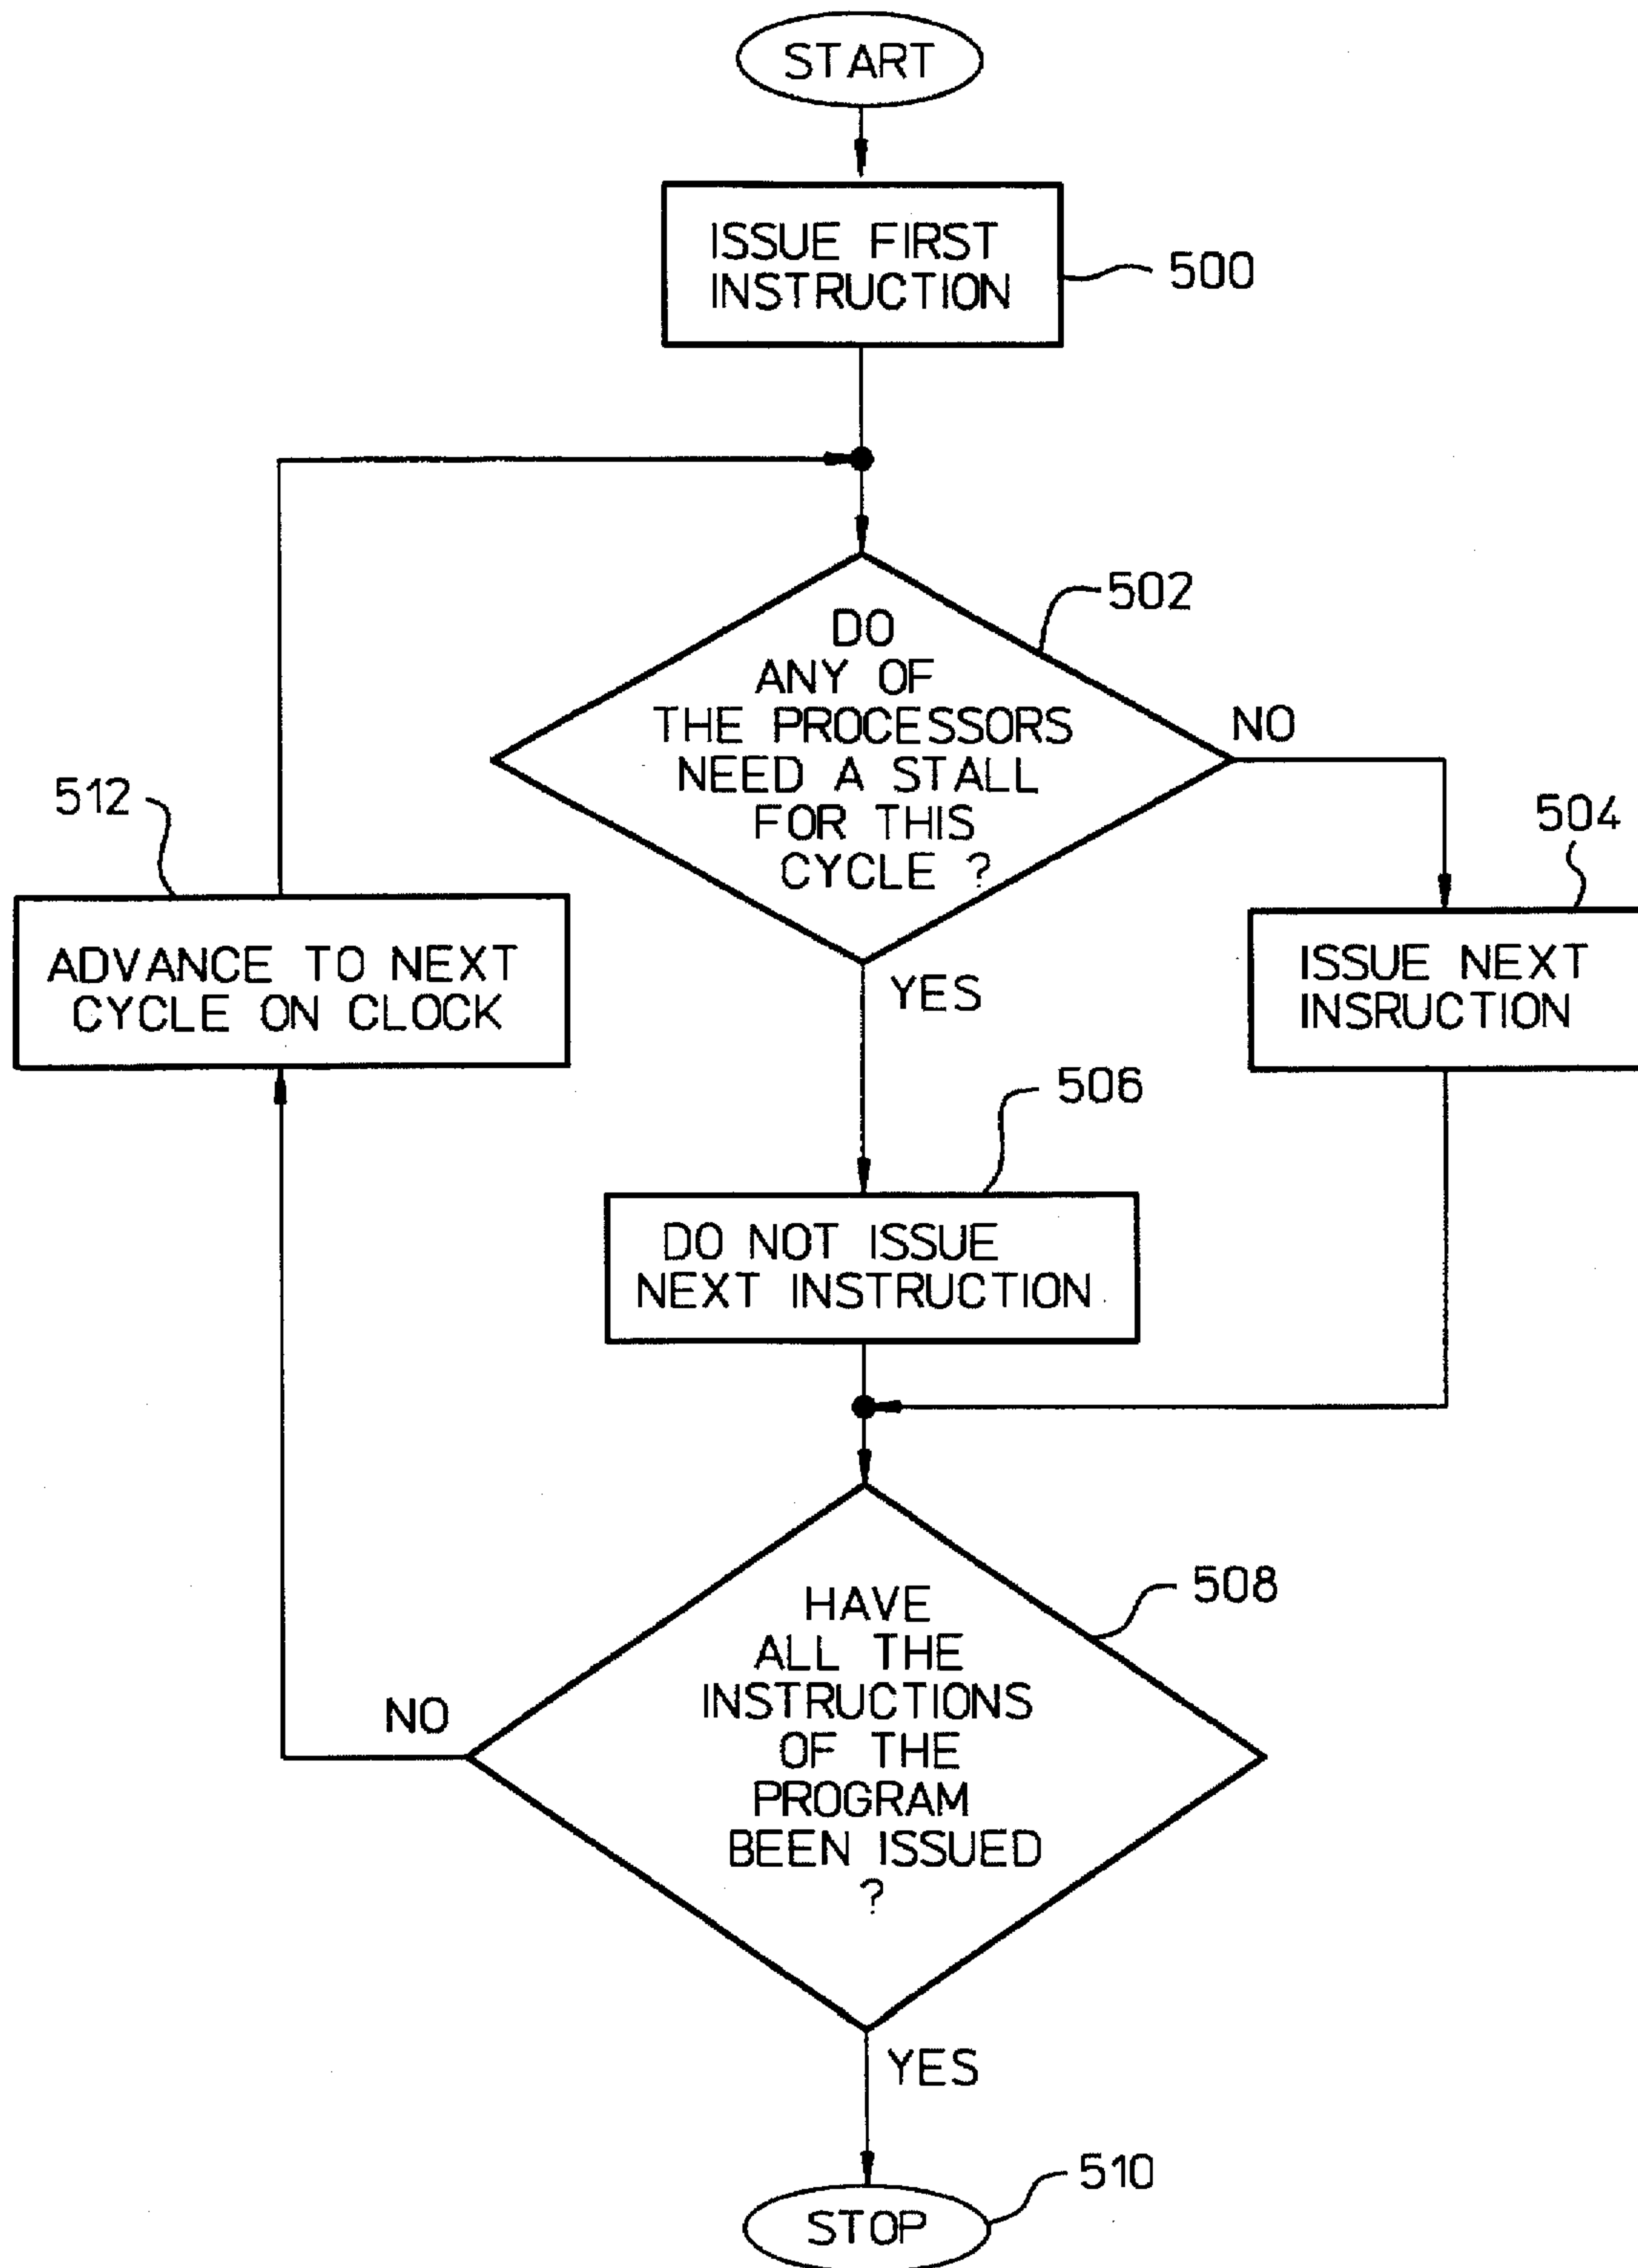 START
ISSUE FIRST
INSTRUCTION
500
502
DO
ANY OF
THE PROCESSORS
NEED A STALL
FOR THIS
CYCLE ?
NO
YES
512
ADVANCE TO NEXT
CYCLE ON CLOCK
504
ISSUE NEXT
INSRUCTION
506
DO NOT ISSUE
NEXT INSTRUCTION
508
HAVE
ALL THE
INSTRUCTIONS
OF THE
PROGRAM
BEEN ISSUED
?
NO
YES
510
STOP